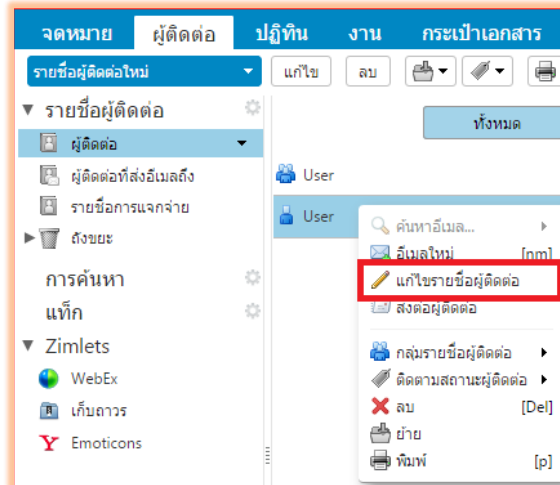 จดหมาย ผู้ติดต่อ ปฏิทิน งาน กระเป๋าเอกสาร
รายชื่อผู้ติดต่อใหม่ แก้ไข ลบ
รายชื่อผู้ติดต่อ
ทั้งหมด
ผู้ติดต่อ
ผู้ติดต่อที่ส่งอีเมลถึง
รายชื่อการแจกจ่าย
ถังขยะ
การค้นหา
แท็ก
Zimlets
WebEx
เก็บถาวร
Emoticons
User
User
ค้นหาอีเมล...
อีเมลใหม่ [nm]
แก้ไขรายชื่อผู้ติดต่อ
ส่งต่อผู้ติดต่อ
กลุ่มรายชื่อผู้ติดต่อ
ติดตามสถานะผู้ติดต่อ
ลบ [Del]
ย้าย
พิมพ์ [p]